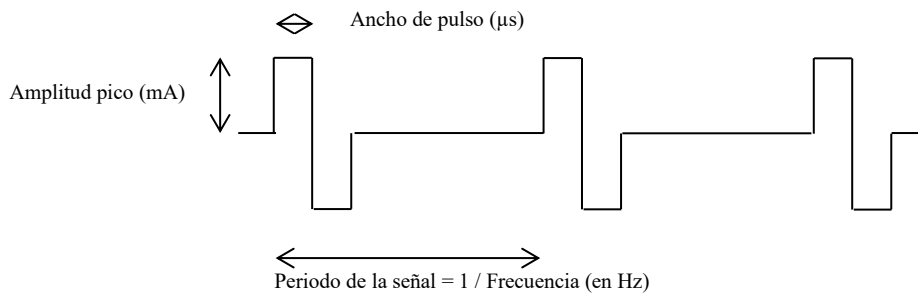 Ancho de pulso (µs)
Amplitud pico (mA)
Periodo de la señal = 1 / Frecuencia (en Hz)